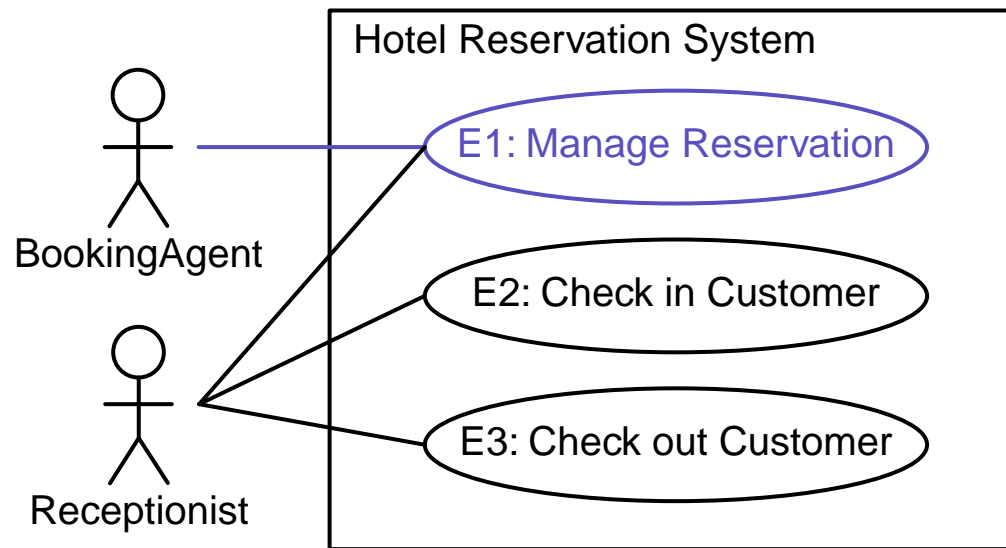 Hotel Reservation System
E1: Manage Reservation
BookingAgent
E2: Check in Customer
E3: Check out Customer
Receptionist